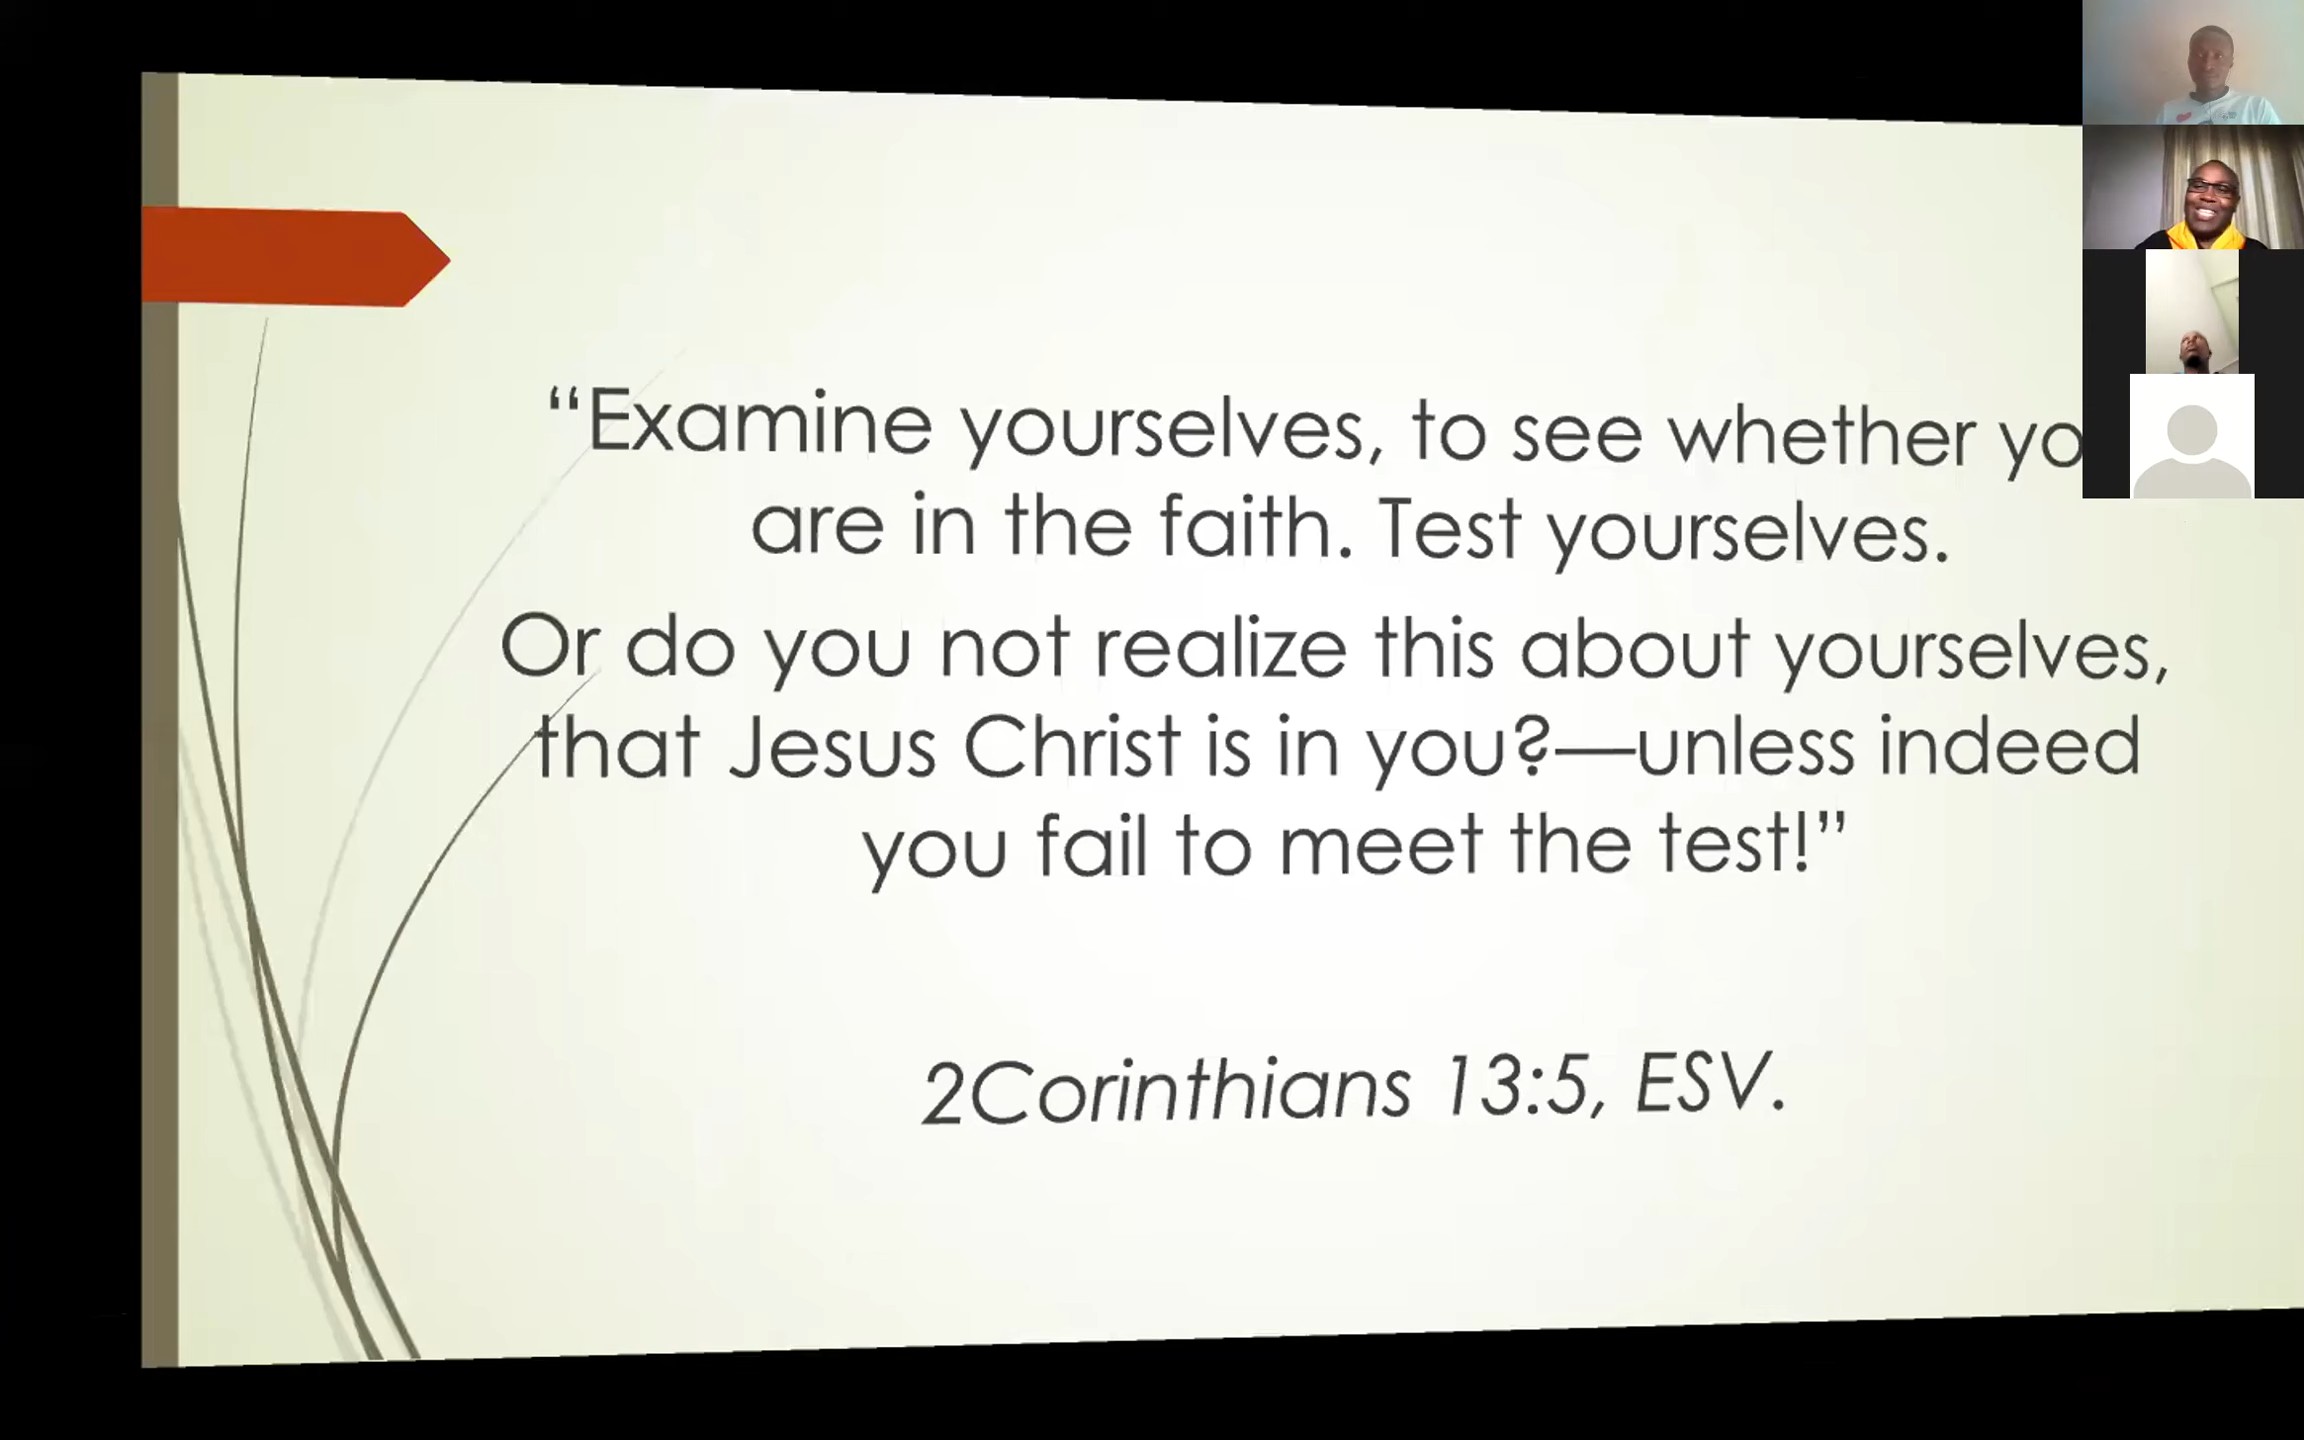 “Examine yourselves, to see whether yo
are in the faith. Test yourselves.
Or do you not realize this about yourselves,
that Jesus Christ is in you?—unless indeed
you fail to meet the test!”
2Corinthians 13:5, ESV.